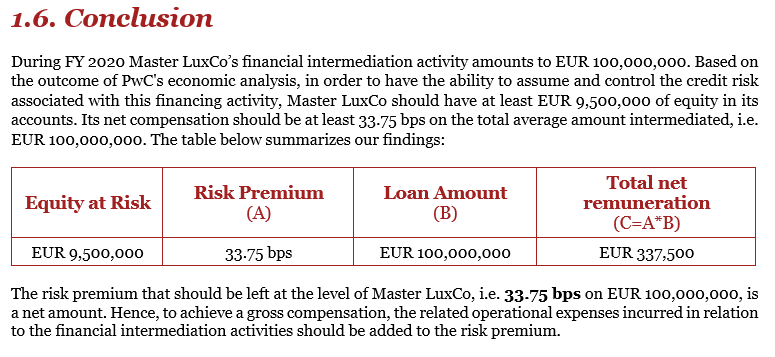 1.6. Conclusion
During FY 2020 Master LuxCo’s financial intermediation activity amounts to EUR 100,000,000. Based on
the outcome of PwC's economic analysis, in order to have the ability to assume and control the credit risk
associated with this financing activity, Master LuxCo should have at least EUR 9,500,000 of equity in its
accounts. Its net compensation should be at least 33.75 bps on the total average amount intermediated, i.e.
EUR 100,000,000. The table below summarizes our findings:
Equity at Risk Risk Premium (A) Loan Amount (B) Total net remuneration (C=A*B)
EUR 9,500,000 33.75 bps EUR 100,000,000 EUR 337,500
The risk premium that should be left at the level of Master LuxCo, i.e. 33.75 bps on EUR 100,000,000, is
a net amount. Hence, to achieve a gross compensation, the related operational expenses incurred in relation
to the financial intermediation activities should be added to the risk premium.